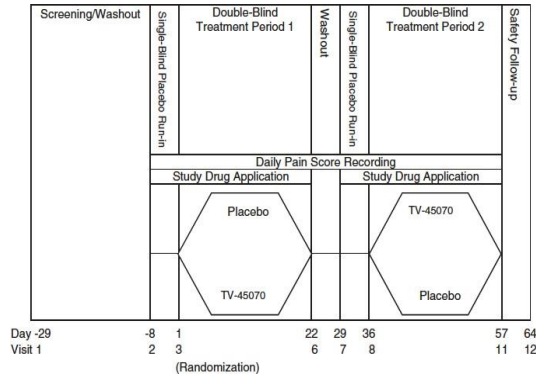 Screening/Washout
Single-Blind Placebo Run-in
Double-Blind
Treatment Period 1
Washout
Single-Blind Placebo Run-in
Double-Blind
Treatment Period 2
Safety Follow-up
Daily Pain Score Recording
Study Drug Application
Study Drug Application
Placebo
TV-45070
TV-45070
Placebo
Day -29 -8 1 22 29 36 57 64
Visit 1 2 3 6 7 8 11 12
(Randomization)